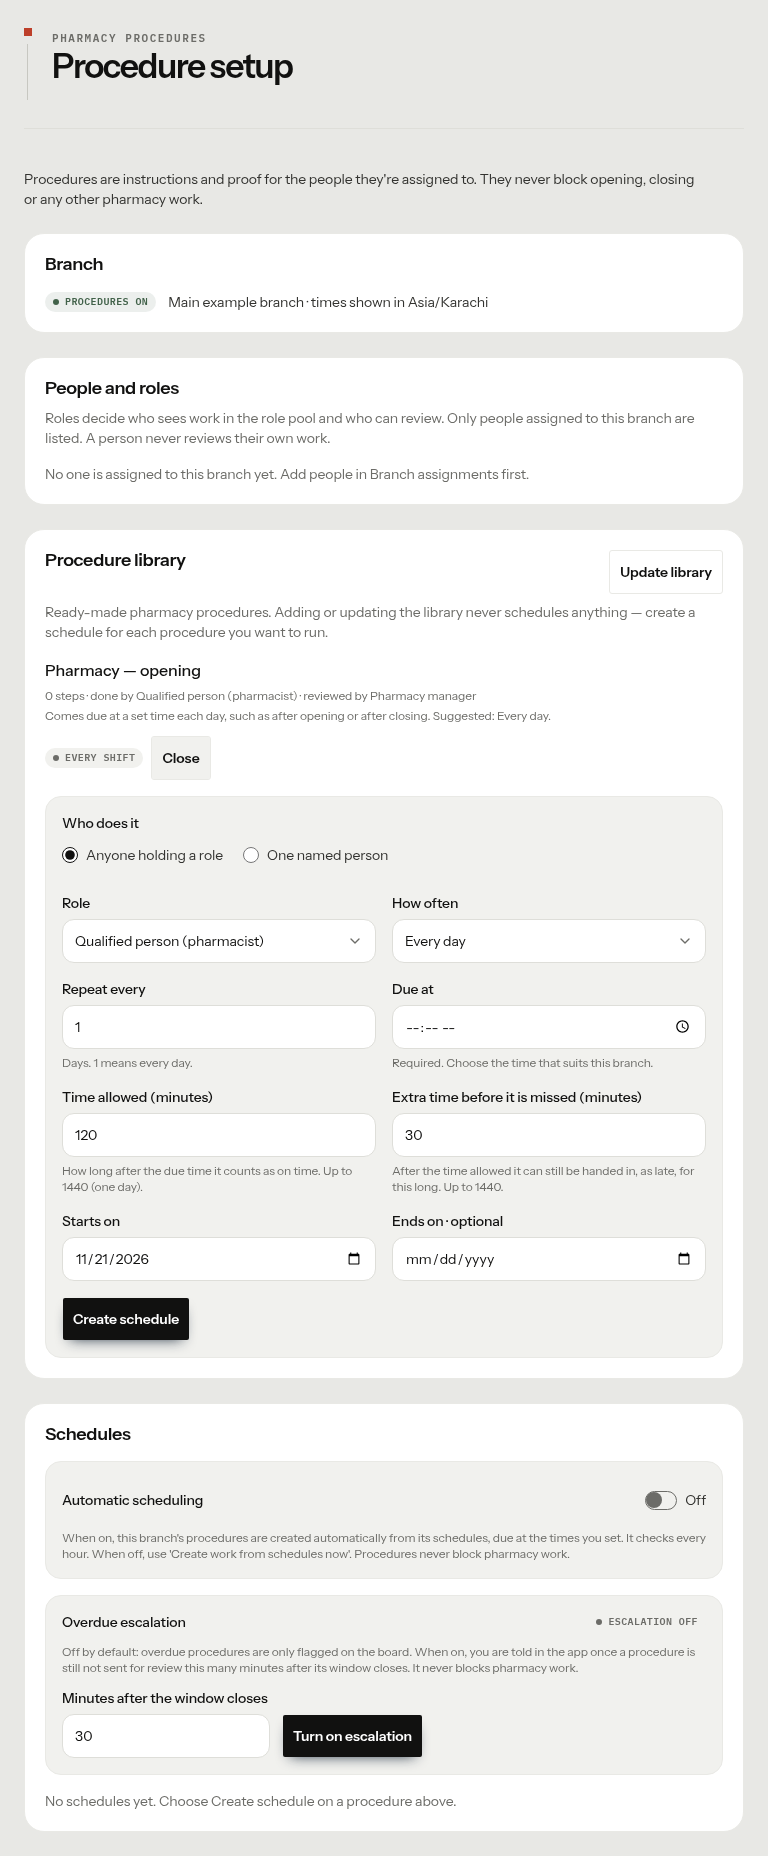 PHARMACY PROCEDURES
Procedure setup
Procedures are instructions and proof for the people they're assigned to. They never block opening, closing
or any other pharmacy work.
Branch
PROCEDURES ON
Main example branch · times shown in Asia/Karachi
People and roles
Roles decide who sees work in the role pool and who can review. Only people assigned to this branch are
listed. A person never reviews their own work.
No one is assigned to this branch yet. Add people in Branch assignments first.
Procedure library
Update library
Ready-made pharmacy procedures. Adding or updating the library never schedules anything — create a
schedule for each procedure you want to run.
Pharmacy — opening
0 steps · done by Qualified person (pharmacist) · reviewed by Pharmacy manager
Comes due at a set time each day, such as after opening or after closing. Suggested: Every day.
EVERY SHIFT
Close
Who does it
Anyone holding a role
One named person
Role
How often
Qualified person (pharmacist)
Every day
Repeat every
Due at
1
--:-- --
Days. 1 means every day.
Required. Choose the time that suits this branch.
Time allowed (minutes)
Extra time before it is missed (minutes)
120
30
How long after the due time it counts as on time. Up to
1440 (one day).
After the time allowed it can still be handed in, as late, for
this long. Up to 1440.
Starts on
Ends on · optional
11/21/2026
mm/dd/yyyy
Create schedule
Schedules
Automatic scheduling
Off
When on, this branch's procedures are created automatically from its schedules, due at the times you set. It checks every
hour. When off, use 'Create work from schedules now'. Procedures never block pharmacy work.
Overdue escalation
ESCALATION OFF
Off by default: overdue procedures are only flagged on the board. When on, you are told in the app once a procedure is
still not sent for review this many minutes after its window closes. It never blocks pharmacy work.
Minutes after the window closes
30
Turn on escalation
No schedules yet. Choose Create schedule on a procedure above.